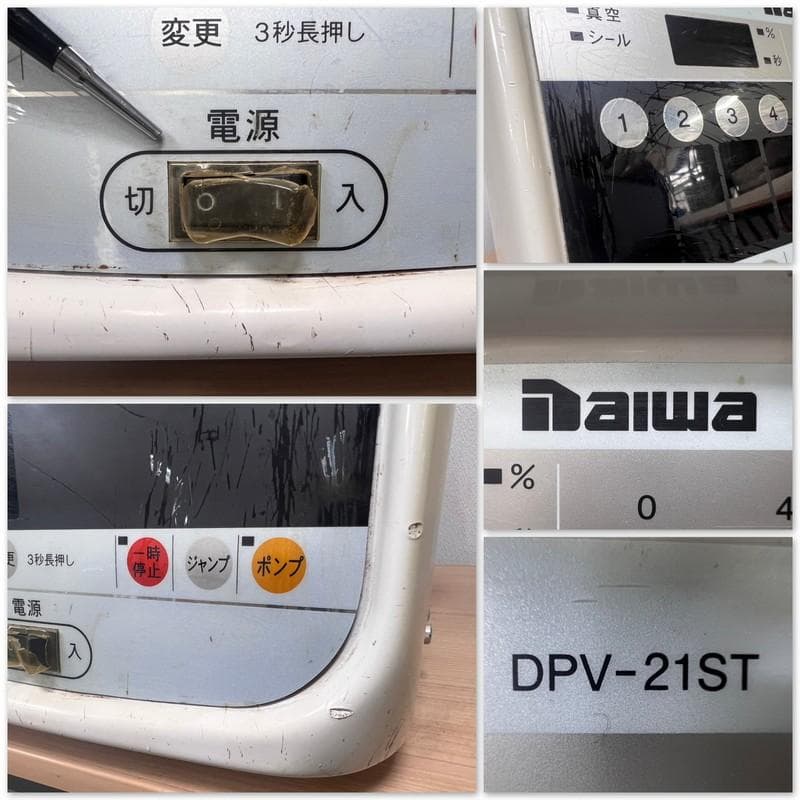 変更 3秒長押し
電源
切 O I 入
真空
シール
%
秒
1 2 3 4
Daiwa
% 0 4
更 3秒長押し
一時
停止
ジャンプ
ポンプ
電源
入
DPV-21ST